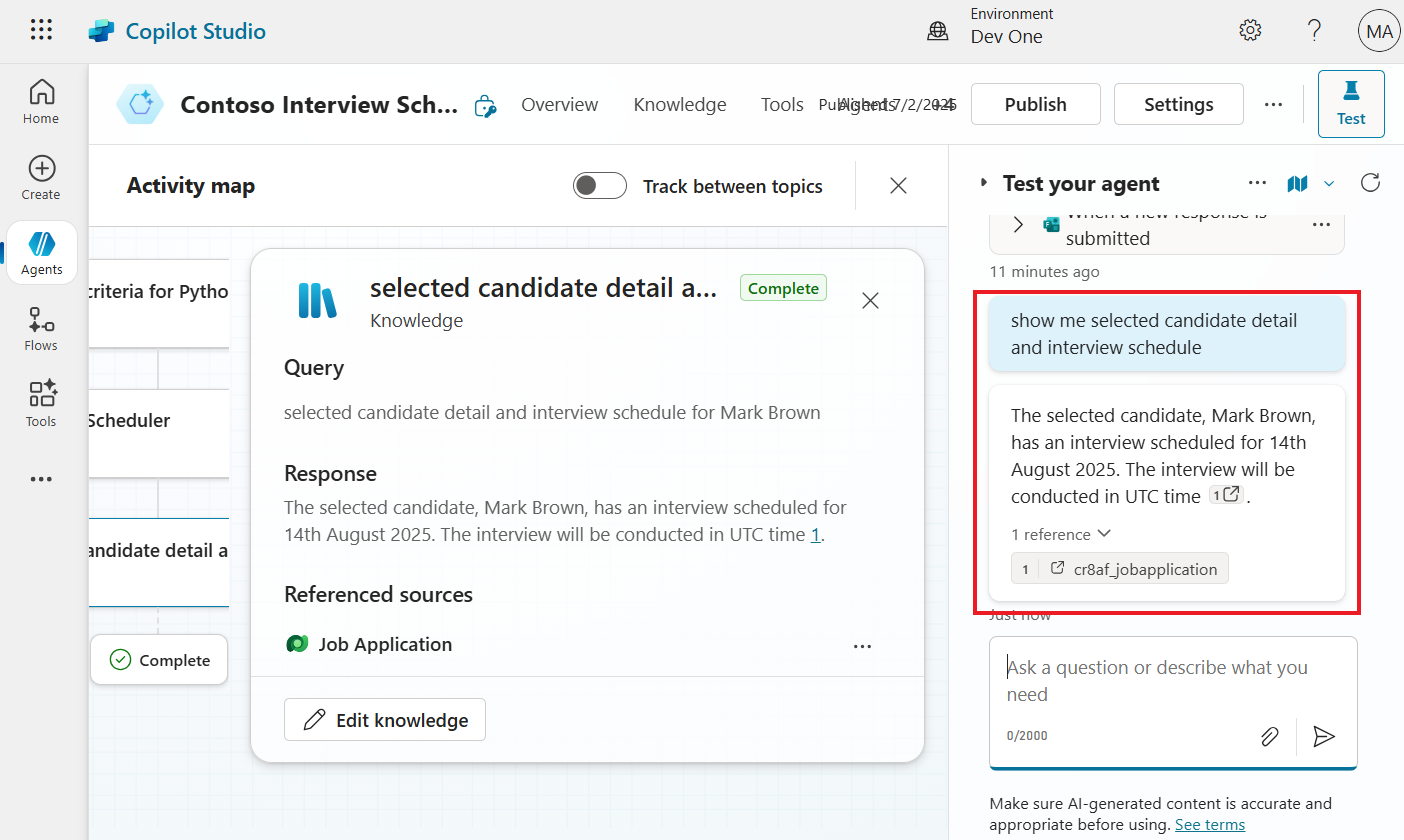 Copilot Studio
Environment
Dev One
MA
Home
Create
Agents
Flows
Tools
Contoso Interview Sch...
Overview
Knowledge
Tools
Published 7/2/2025
Agents
+4
Publish
Settings
Test
Activity map
Track between topics
criteria for Pytho
Scheduler
andidate detail a
Complete
selected candidate detail a...
Complete
Knowledge
Query
selected candidate detail and interview schedule for Mark Brown
Response
The selected candidate, Mark Brown, has an interview scheduled for
14th August 2025. The interview will be conducted in UTC time 1.
Referenced sources
Job Application
Edit knowledge
Test your agent
When a new response is
submitted
11 minutes ago
show me selected candidate detail
and interview schedule
The selected candidate, Mark Brown,
has an interview scheduled for 14th
August 2025. The interview will be
conducted in UTC time 1.
1 reference
1 cr8af_jobapplication
Just now
Ask a question or describe what you
need
0/2000
Make sure AI-generated content is accurate and
appropriate before using. See terms